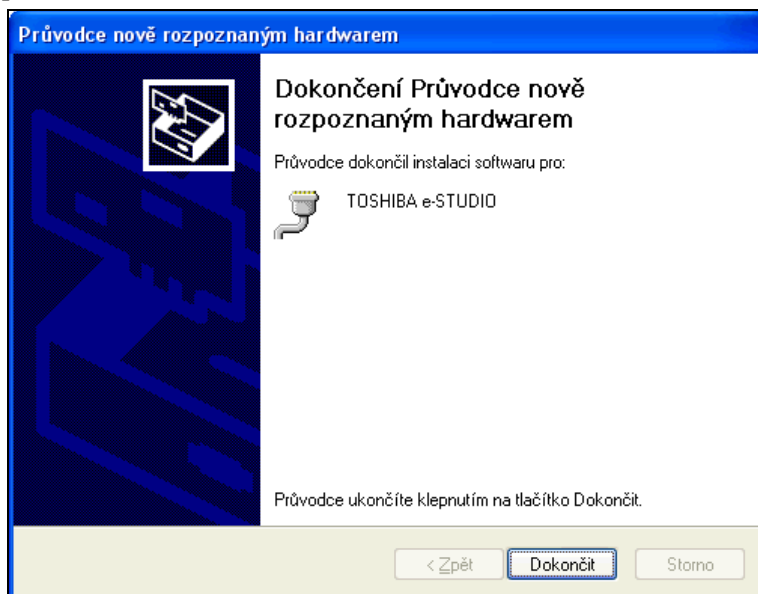 Průvodce nově rozpoznaným hardwarem
Dokončení Průvodce nově
rozpoznaným hardwarem
Průvodce dokončil instalaci softwaru pro:
TOSHIBA e-STUDIO
Průvodce ukončíte klepnutím na tlačítko Dokončit.
< Zpět
Dokončit
Storno